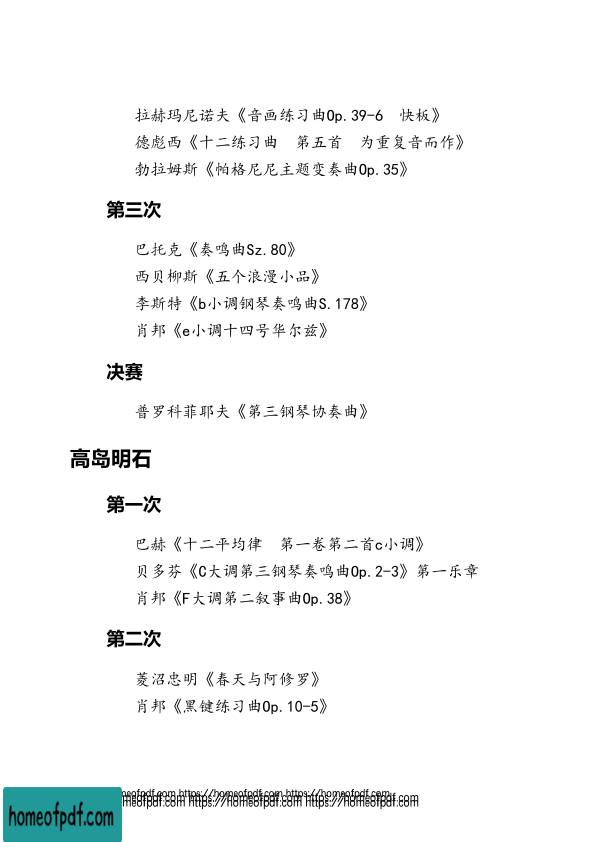 拉赫玛尼诺夫《音画练习曲Op.39-6　快板》
德彪西《十二练习曲　第五首　为重复音而作》
勃拉姆斯《帕格尼尼主题变奏曲Op.35》
第三次
巴托克《奏鸣曲Sz.80》
西贝柳斯《五个浪漫小品》
李斯特《b小调钢琴奏鸣曲S.178》
肖邦《e小调十四号华尔兹》
决赛
普罗科菲耶夫《第三钢琴协奏曲》
高岛明石
第一次
巴赫《十二平均律　第一卷第二首c小调》
贝多芬《C大调第三钢琴奏鸣曲Op.2-3》第一乐章
肖邦《F大调第二叙事曲Op.38》
第二次
菱沼忠明《春天与阿修罗》
肖邦《黑键练习曲Op.10-5》
homeofpdf.com https://homeofpdf.com https://homeofpdf.com
homeofpdf.com https://homeofpdf.com https://homeofpdf.com
homeofpdf.com